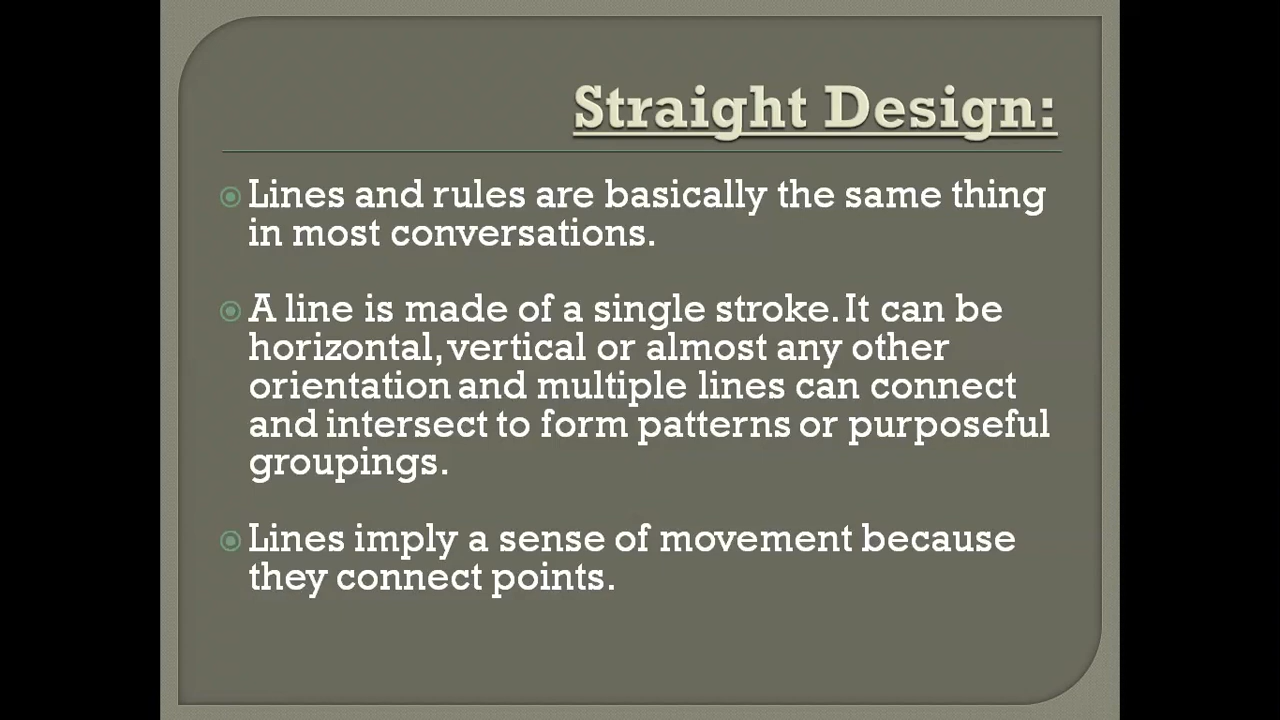 Straight Design:
Lines and rules are basically the same thing
in most conversations.
A line is made of a single stroke. It can be
horizontal, vertical or almost any other
orientation and multiple lines can connect
and intersect to form patterns or purposeful
groupings.
Lines imply a sense of movement because
they connect points.